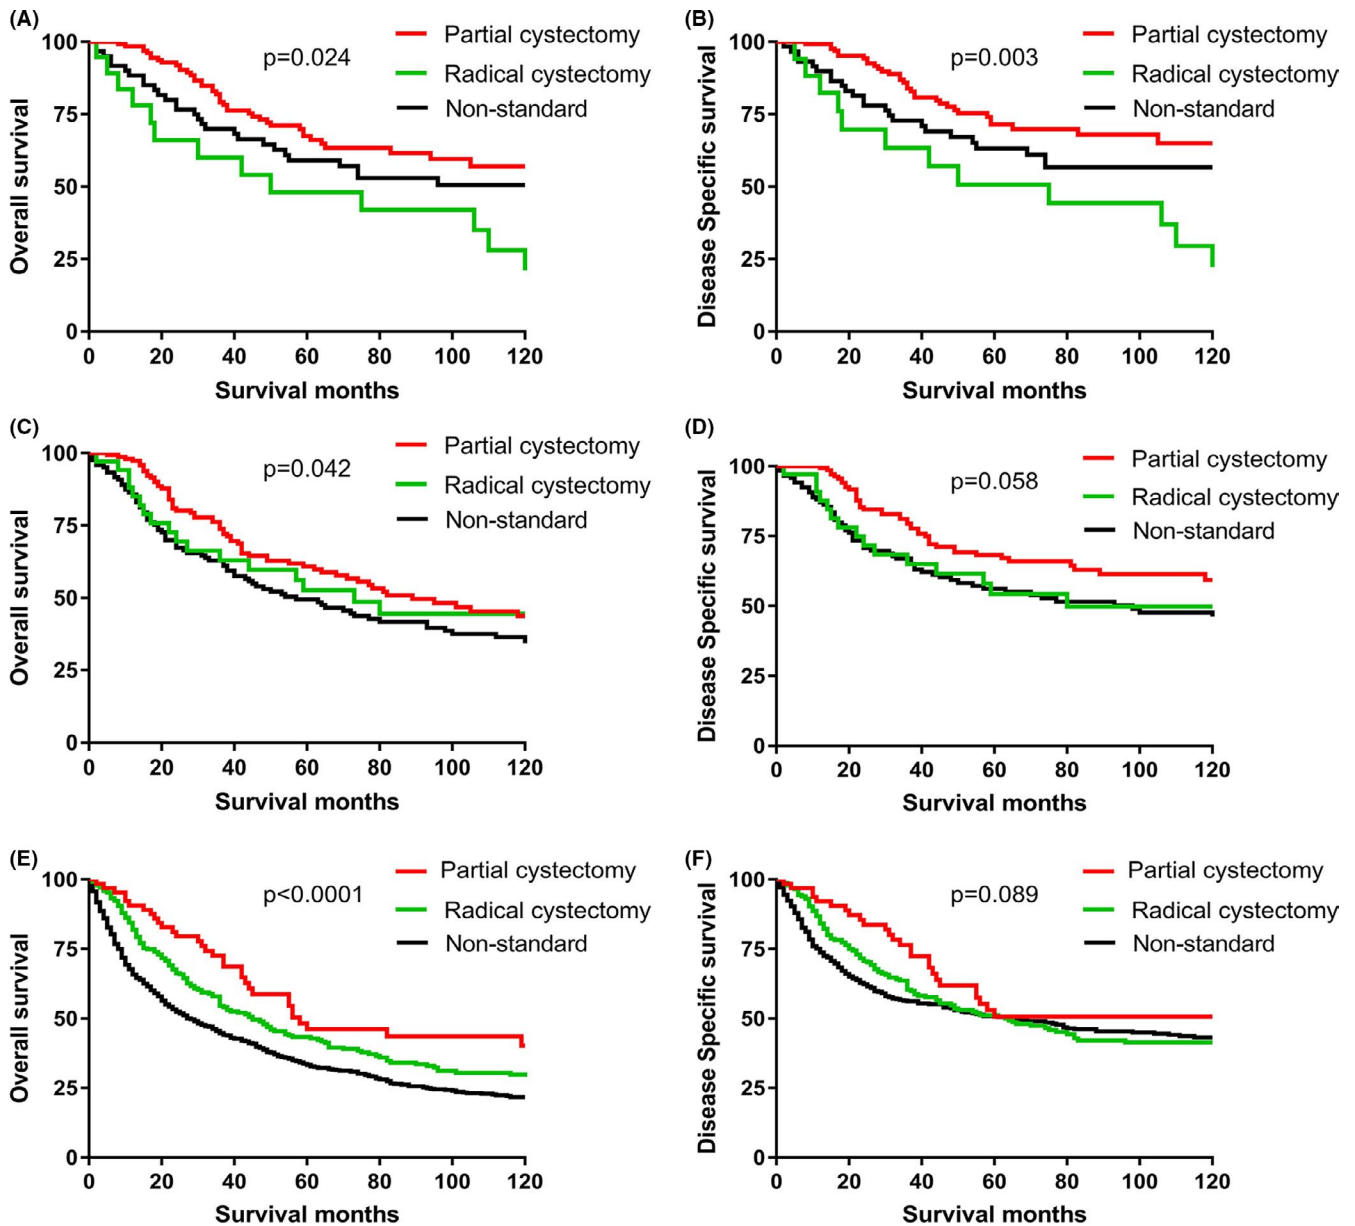 (A)
p=0.024
Partial cystectomy
Radical cystectomy
Non-standard
Overall survival
100
75
50
25
0
0 20 40 60 80 100 120
Survival months
(B)
p=0.003
Partial cystectomy
Radical cystectomy
Non-standard
Disease Specific survival
100
75
50
25
0
0 20 40 60 80 100 120
Survival months
(C)
p=0.042
Partial cystectomy
Radical cystectomy
Non-standard
Overall survival
100
75
50
25
0
0 20 40 60 80 100 120
Survival months
(D)
p=0.058
Partial cystectomy
Radical cystectomy
Non-standard
Disease Specific survival
100
75
50
25
0
0 20 40 60 80 100 120
Survival months
(E)
p<0.0001
Partial cystectomy
Radical cystectomy
Non-standard
Overall survival
100
75
50
25
0
0 20 40 60 80 100 120
Survival months
(F)
p=0.089
Partial cystectomy
Radical cystectomy
Non-standard
Disease Specific survival
100
75
50
25
0
0 20 40 60 80 100 120
Survival months